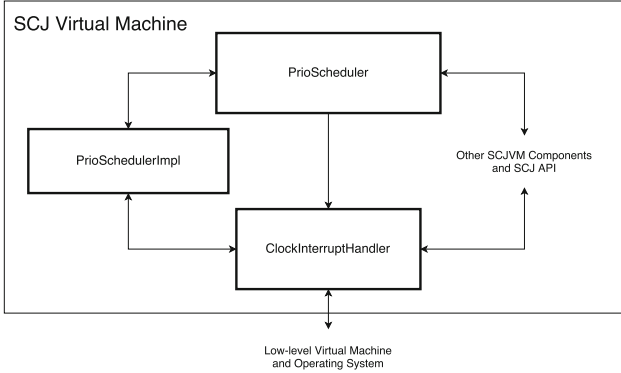 SCJ Virtual Machine
PrioScheduler
PrioSchedulerImpl
Other SCJVM Components
and SCJ API
ClockInterruptHandler
Low-level Virtual Machine
and Operating System